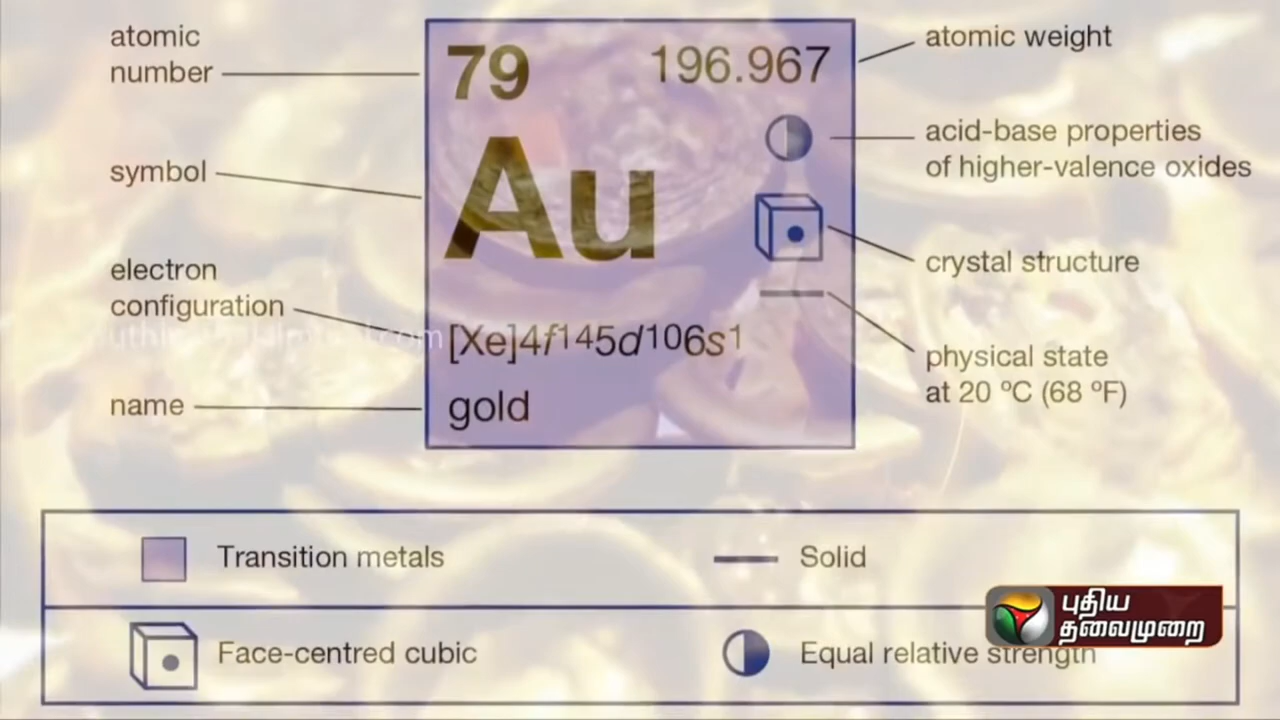 atomic
number
79
196.967
atomic weight
acid-base properties
of higher-valence oxides
symbol
Au
crystal structure
electron
configuration
[Xe]4f145d106s1
physical state
at 20 ºC (68 ºF)
name
gold
Transition metals
Solid
புதிய
தலைமுறை
Face-centred cubic
Equal relative strength